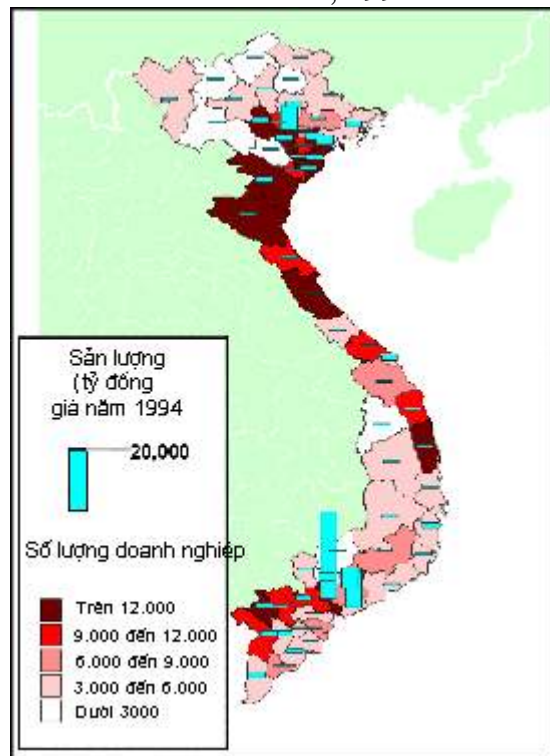 Sản lượng
(tỷ đồng
giá năm 1994
20,000
Số lượng doanh nghiệp
Trên 12.000
9.000 đến 12.000
6.000 đến 9.000
3.000 đến 6.000
Dưới 3000